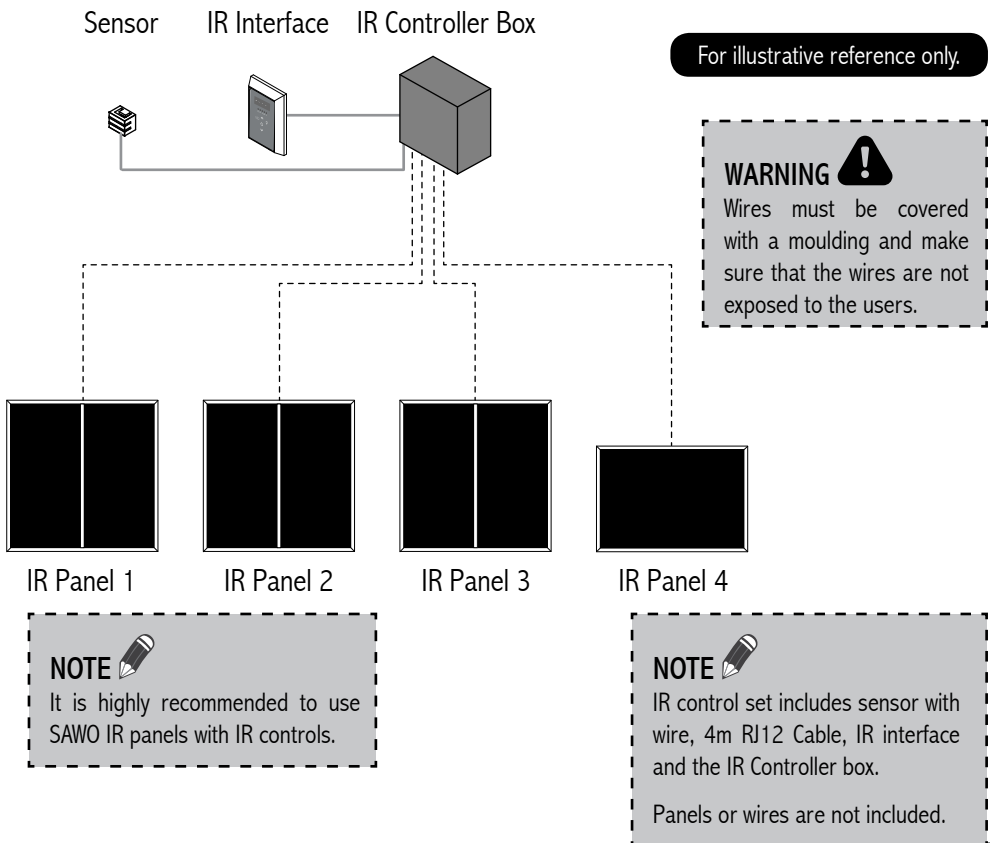 Sensor
IR Interface
IR Controller Box
For illustrative reference only.
WARNING
Wires must be covered
with a moulding and make
sure that the wires are not
exposed to the users.
IR Panel 1
IR Panel 2
IR Panel 3
IR Panel 4
NOTE
It is highly recommended to use
SAWO IR panels with IR controls.
NOTE
IR control set includes sensor with
wire, 4m RJ12 Cable, IR interface
and the IR Controller box.
Panels or wires are not included.